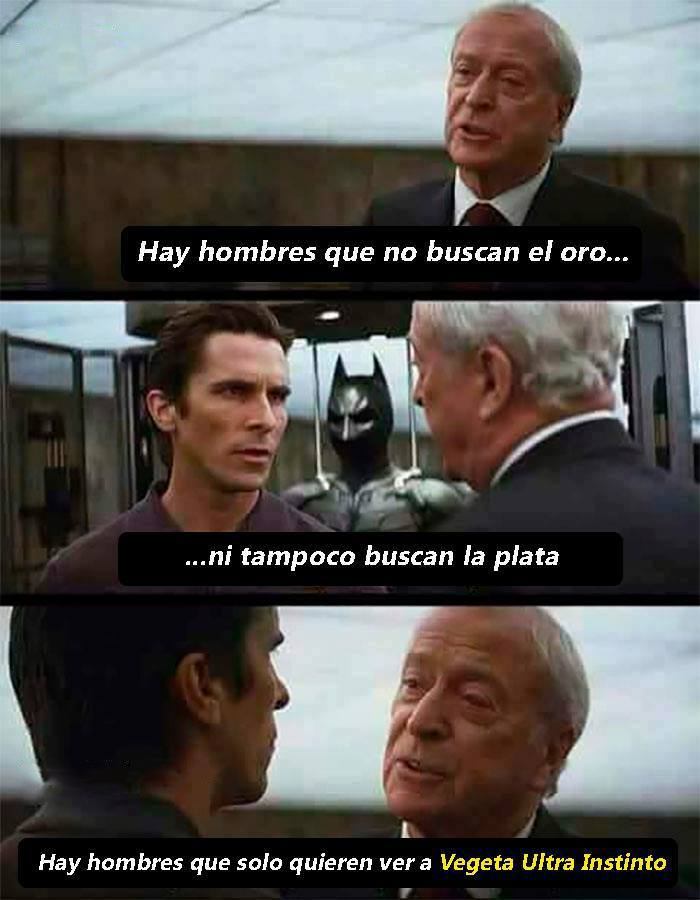 Hay hombres que no buscan el oro...
...ni tampoco buscan la plata
Hay hombres que solo quieren ver a Vegeta Ultra Instinto